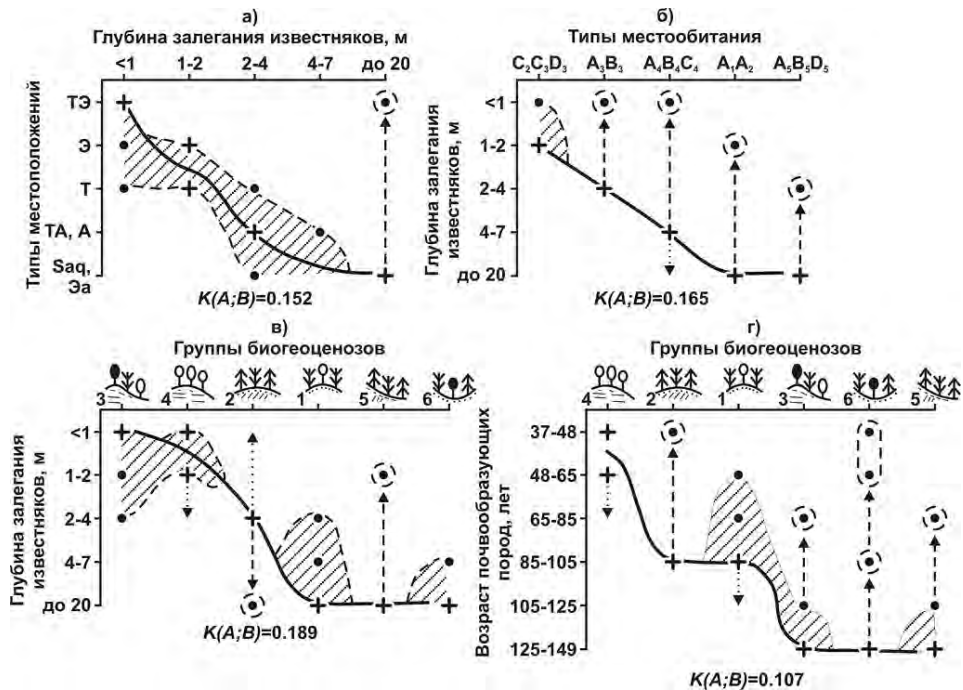 а)
Глубина залегания известняков, м
<1 1-2 2-4 4-7 до 20
Типы местоположений
ТЭ
Э
Т
ТА, А
Saq,
Эа
K(A;B)=0.152
б)
Типы местообитания
C₂C₃D₃ A₃B₃ A₄B₄C₄ A₁A₂ A₅B₅D₅
Глубина залегания
известняков, м
<1
1-2
2-4
4-7
до 20
K(A;B)=0.165
в)
Группы биогеоценозов
3 4 2 1 5 6
Глубина залегания
известняков, м
<1
1-2
2-4
4-7
до 20
K(A;B)=0.189
г)
Группы биогеоценозов
4 2 1 3 6 5
Возраст почвообразующих
пород, лет
37-48
48-65
65-85
85-105
105-125
125-149
K(A;B)=0.107